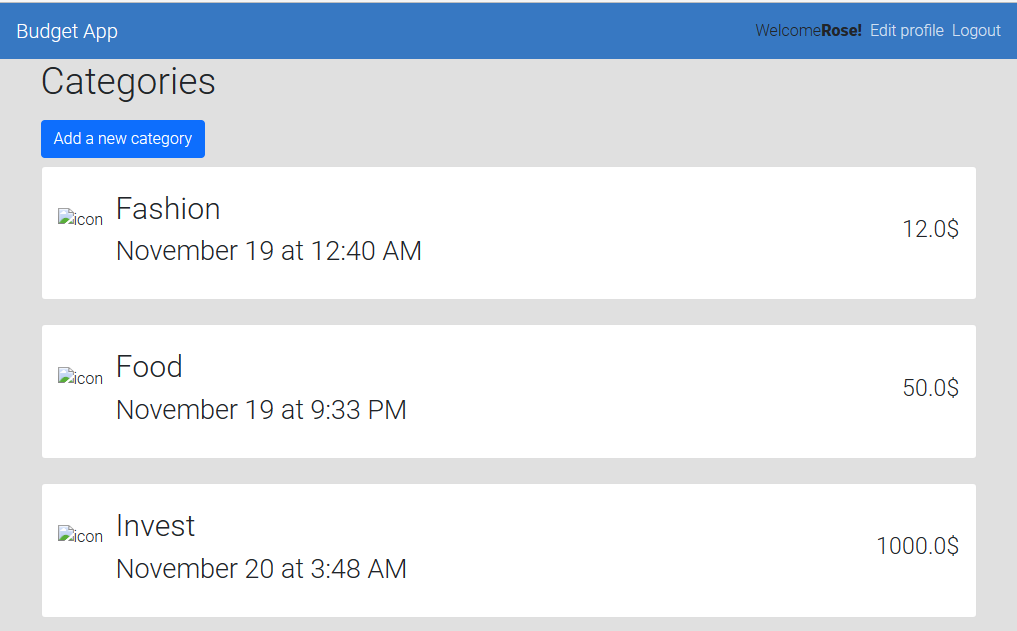 Budget App
WelcomeRose! Edit profile Logout
Categories
Add a new category
icon
Fashion
November 19 at 12:40 AM
12.0$
icon
Food
November 19 at 9:33 PM
50.0$
icon
Invest
November 20 at 3:48 AM
1000.0$